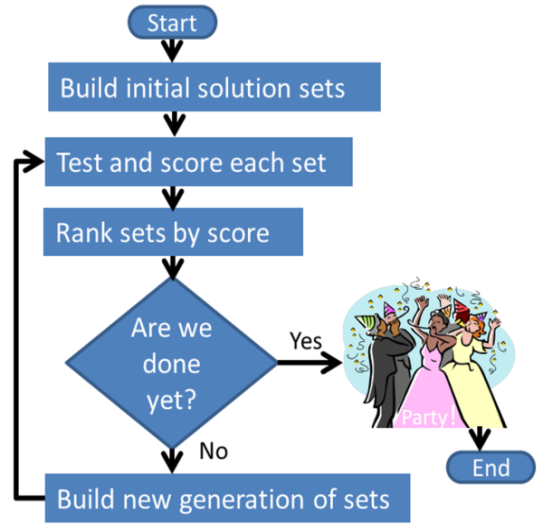 Start
Build initial solution sets
Test and score each set
Rank sets by score
Are we
done
yet?
Yes
Party!
End
No
Build new generation of sets